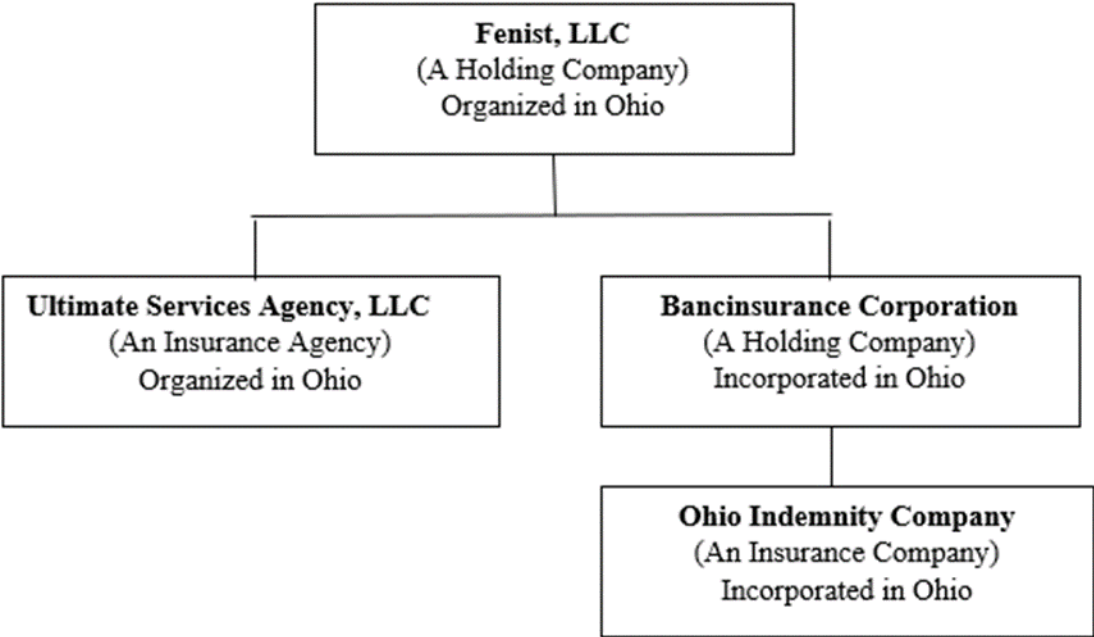 Fenist, LLC
(A Holding Company)
Organized in Ohio
Ultimate Services Agency, LLC
(An Insurance Agency)
Organized in Ohio
Bancinsurance Corporation
(A Holding Company)
Incorporated in Ohio
Ohio Indemnity Company
(An Insurance Company)
Incorporated in Ohio